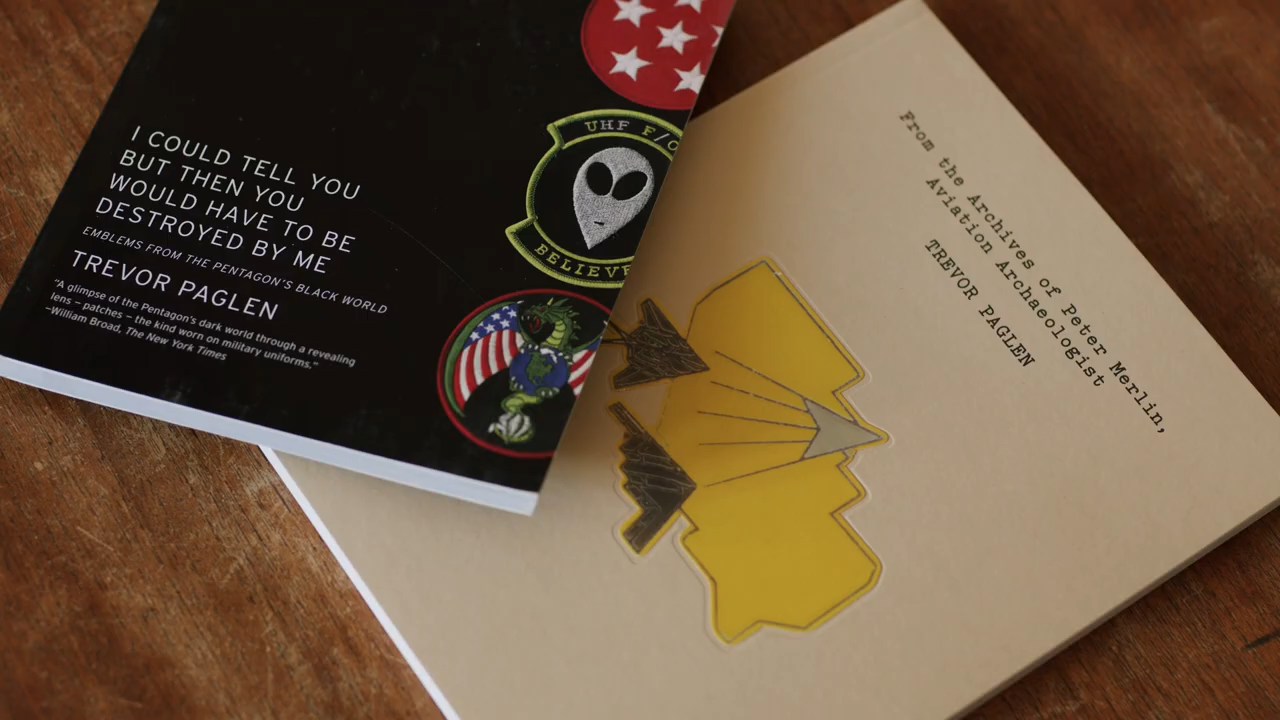 I COULD TELL YOU
BUT THEN YOU
WOULD HAVE TO BE
DESTROYED BY ME
EMBLEMS FROM THE PENTAGON'S BLACK WORLD
TREVOR PAGLEN
"A glimpse of the Pentagon's dark world through a revealing
lens – patches – the kind worn on military uniforms."
–William Broad, The New York Times
UHF F/O
BELIEVE
From the Archives of Peter Merlin,
Aviation Archaeologist
TREVOR PAGLEN